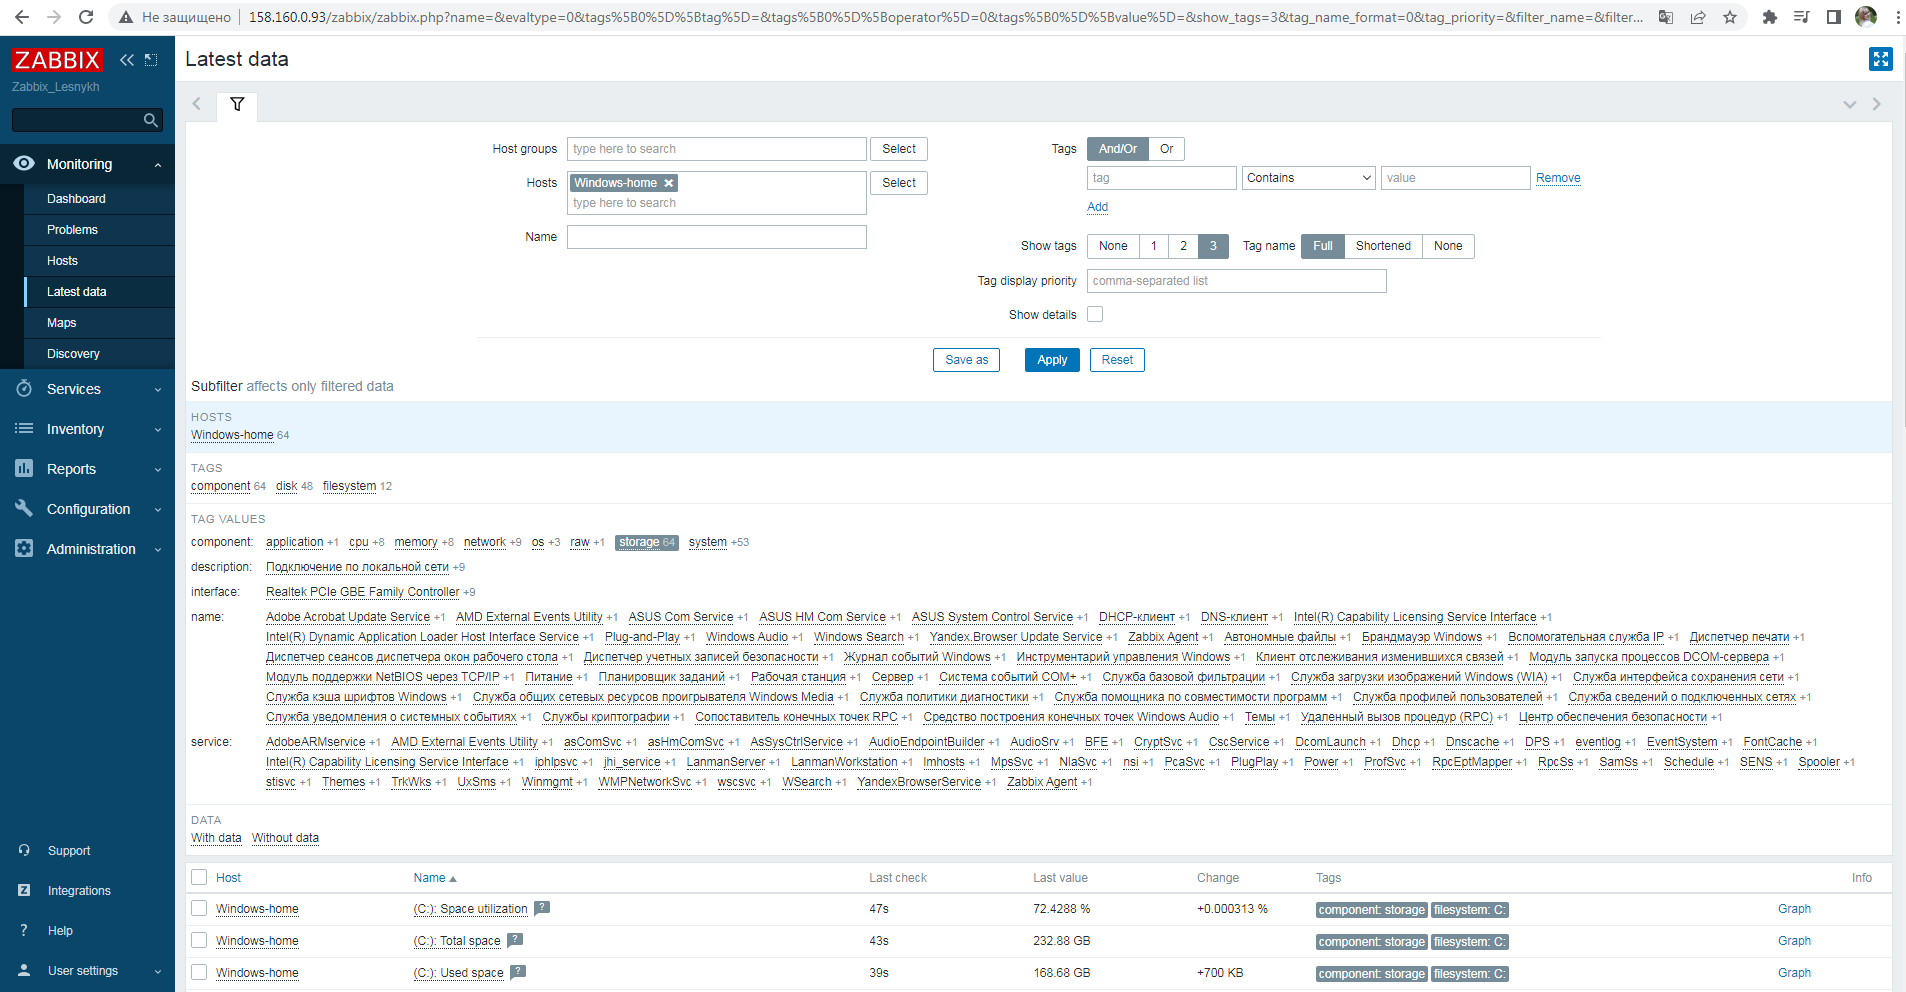 Не защищено 158.160.0.93/zabbix/zabbix.php?name=&evaltype=0&tags%5B0%5D%5Btag%5D=&tags%5B0%5D%5Boperator%5D=0&tags%5B0%5D%5Bvalue%5D=&show_tags=3&tag_name_format=0&tag_priority=&filter_name=&filter...
ZABBIX
Zabbix_Lesnykh
Monitoring
Dashboard
Problems
Hosts
Latest data
Maps
Discovery
Services
Inventory
Reports
Configuration
Administration
Support
Integrations
Help
User settings
Latest data
Host groups type here to search Select
Hosts Windows-home Select
type here to search
Name
Tags And/Or Or
tag Contains value Remove
Add
Show tags None 1 2 3 Tag name Full Shortened None
Tag display priority comma-separated list
Show details
Save as Apply Reset
Subfilter affects only filtered data
HOSTS
Windows-home 64
TAGS
component 64 disk 48 filesystem 12
TAG VALUES
component: application +1 cpu +8 memory +8 network +9 os +3 raw +1 storage 64 system +53
description: Подключение по локальной сети +9
interface: Realtek PCIe GBE Family Controller +9
name: Adobe Acrobat Update Service +1 AMD External Events Utility +1 ASUS Com Service +1 ASUS HM Com Service +1 ASUS System Control Service +1 DHCP-клиент +1 DNS-клиент +1 Intel(R) Capability Licensing Service Interface +1
Intel(R) Dynamic Application Loader Host Interface Service +1 Plug-and-Play +1 Windows Audio +1 Windows Search +1 Yandex.Browser Update Service +1 Zabbix Agent +1 Автономные файлы +1 Брандмауэр Windows +1 Вспомогательная служба IP +1 Диспетчер печати +1
Диспетчер сеансов диспетчера окон рабочего стола +1 Диспетчер учетных записей безопасности +1 Журнал событий Windows +1 Инструментарий управления Windows +1 Клиент отслеживания изменившихся связей +1 Модуль запуска процессов DCOM-сервера +1
Модуль поддержки NetBIOS через TCP/IP +1 Питание +1 Планировщик заданий +1 Рабочая станция +1 Сервер +1 Система событий COM+ +1 Служба базовой фильтрации +1 Служба загрузки изображений Windows (WIA) +1 Служба интерфейса сохранения сети +1
Служба кэша шрифтов Windows +1 Служба общих сетевых ресурсов проигрывателя Windows Media +1 Служба политики диагностики +1 Служба помощника по совместимости программ +1 Служба профилей пользователей +1 Служба сведений о подключенных сетях +1
Служба уведомления о системных событиях +1 Службы криптографии +1 Сопоставитель конечных точек RPC +1 Средство построения конечных точек Windows Audio +1 Темы +1 Удаленный вызов процедур (RPC) +1 Центр обеспечения безопасности +1
service: AdobeARMservice +1 AMD External Events Utility +1 asComSvc +1 asHmComSvc +1 AsSysCtrlService +1 AudioEndpointBuilder +1 AudioSrv +1 BFE +1 CryptSvc +1 CscService +1 DcomLaunch +1 Dhcp +1 Dnscache +1 DPS +1 eventlog +1 EventSystem +1 FontCache +1
Intel(R) Capability Licensing Service Interface +1 iphlpsvc +1 jhi_service +1 LanmanServer +1 LanmanWorkstation +1 lmhosts +1 MpsSvc +1 NlaSvc +1 nsi +1 PcaSvc +1 PlugPlay +1 Power +1 ProfSvc +1 RpcEptMapper +1 RpcSs +1 SamSs +1 Schedule +1 SENS +1 Spooler +1
stisvc +1 Themes +1 TrkWks +1 UxSms +1 Winmgmt +1 WMPNetworkSvc +1 wscsvc +1 WSearch +1 YandexBrowserService +1 Zabbix Agent +1
DATA
With data Without data
Host Name Last check Last value Change Tags Info
Windows-home (C:): Space utilization ? 47s 72.4288 % +0.000313 % component: storage filesystem: C: Graph
Windows-home (C:): Total space ? 43s 232.88 GB component: storage filesystem: C: Graph
Windows-home (C:): Used space ? 39s 168.68 GB +700 KB component: storage filesystem: C: Graph